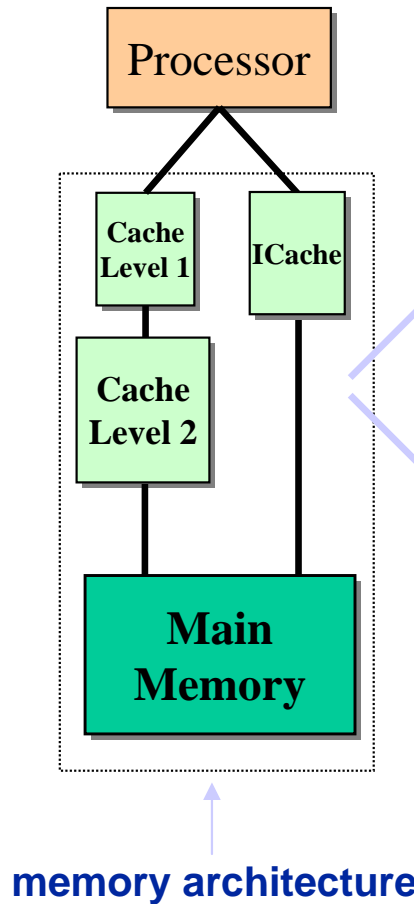 Processor
Cache
Level 1
ICache
Cache
Level 2
Main
Memory
memory architecture